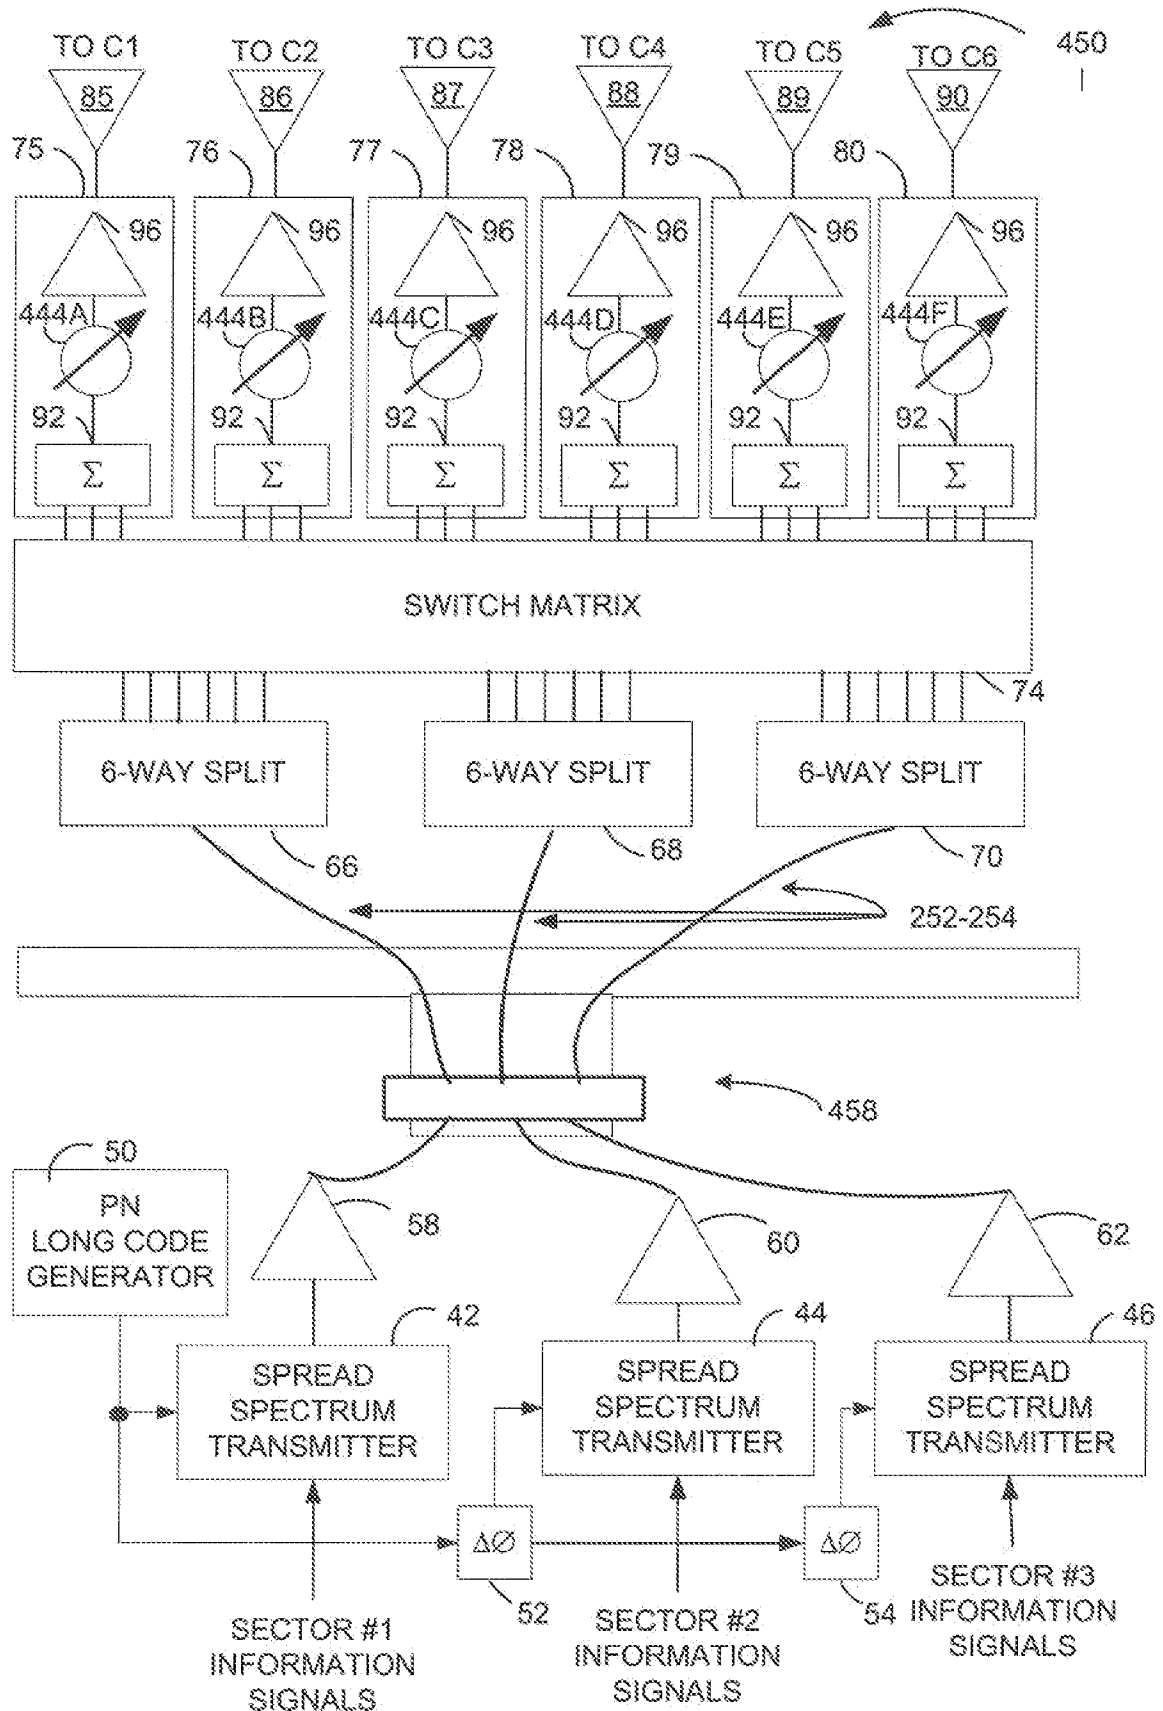 450
TO C1 TO C2 TO C3 TO C4 TO C5 TO C6
85 86 87 88 89 90
75 76 77 78 79 80
96 96 96 96 96 96
444A 444B 444C 444D 444E 444F
92 92 92 92 92 92
Σ Σ Σ Σ Σ Σ
SWITCH MATRIX
74
6-WAY SPLIT 6-WAY SPLIT 6-WAY SPLIT
66 68 70
252-254
458
50
PN
LONG CODE
GENERATOR
58 60 62
42 44 46
SPREAD
SPECTRUM
TRANSMITTER
SPREAD
SPECTRUM
TRANSMITTER
SPREAD
SPECTRUM
TRANSMITTER
ΔØ ΔØ
52 54
SECTOR #1
INFORMATION
SIGNALS
SECTOR #2
INFORMATION
SIGNALS
SECTOR #3
INFORMATION
SIGNALS